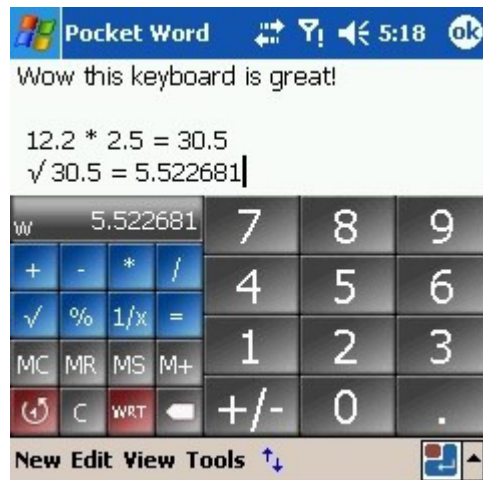 Pocket Word 5:18 ok
Wow this keyboard is great!
12.2 * 2.5 = 30.5
√30.5 = 5.522681
W 5.522681 7 8 9
+ - * / 4 5 6
√ % 1/x = 1 2 3
MC MR MS M+
C WRT +/- 0 .
New Edit View Tools